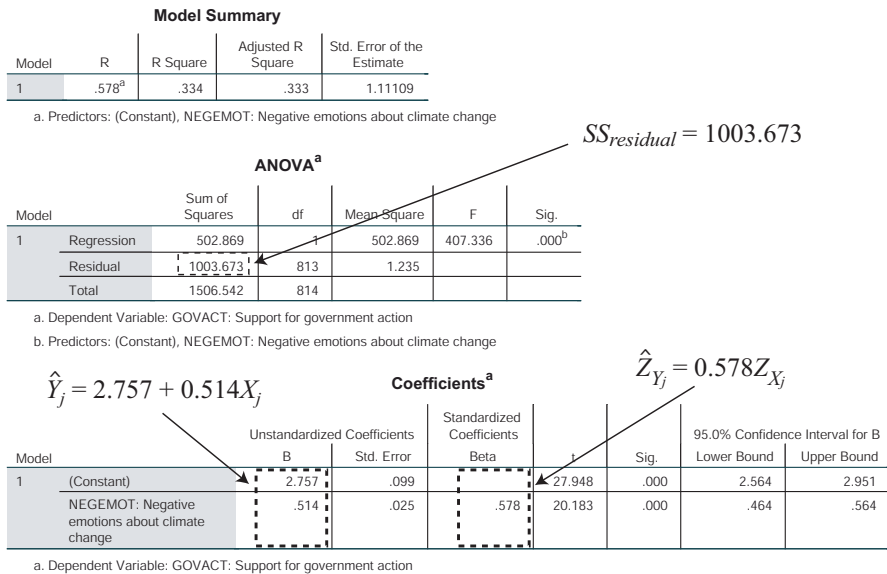 Model Summary
Model R R Square Adjusted R Square Std. Error of the Estimate
1 .578a .334 .333 1.11109
a. Predictors: (Constant), NEGEMOT: Negative emotions about climate change
SSresidual = 1003.673
ANOVAa
Model Sum of Squares df Mean Square F Sig.
1 Regression 502.869 1 502.869 407.336 .000b
Residual 1003.673 813 1.235
Total 1506.542 814
a. Dependent Variable: GOVACT: Support for government action
b. Predictors: (Constant), NEGEMOT: Negative emotions about climate change
Ŷj = 2.757 + 0.514Xj
ẐYj = 0.578ZXj
Coefficientsa
Unstandardized Coefficients Standardized Coefficients 95.0% Confidence Interval for B
Model B Std. Error Beta t Sig. Lower Bound Upper Bound
1 (Constant) 2.757 .099 27.948 .000 2.564 2.951
NEGEMOT: Negative emotions about climate change .514 .025 .578 20.183 .000 .464 .564
a. Dependent Variable: GOVACT: Support for government action